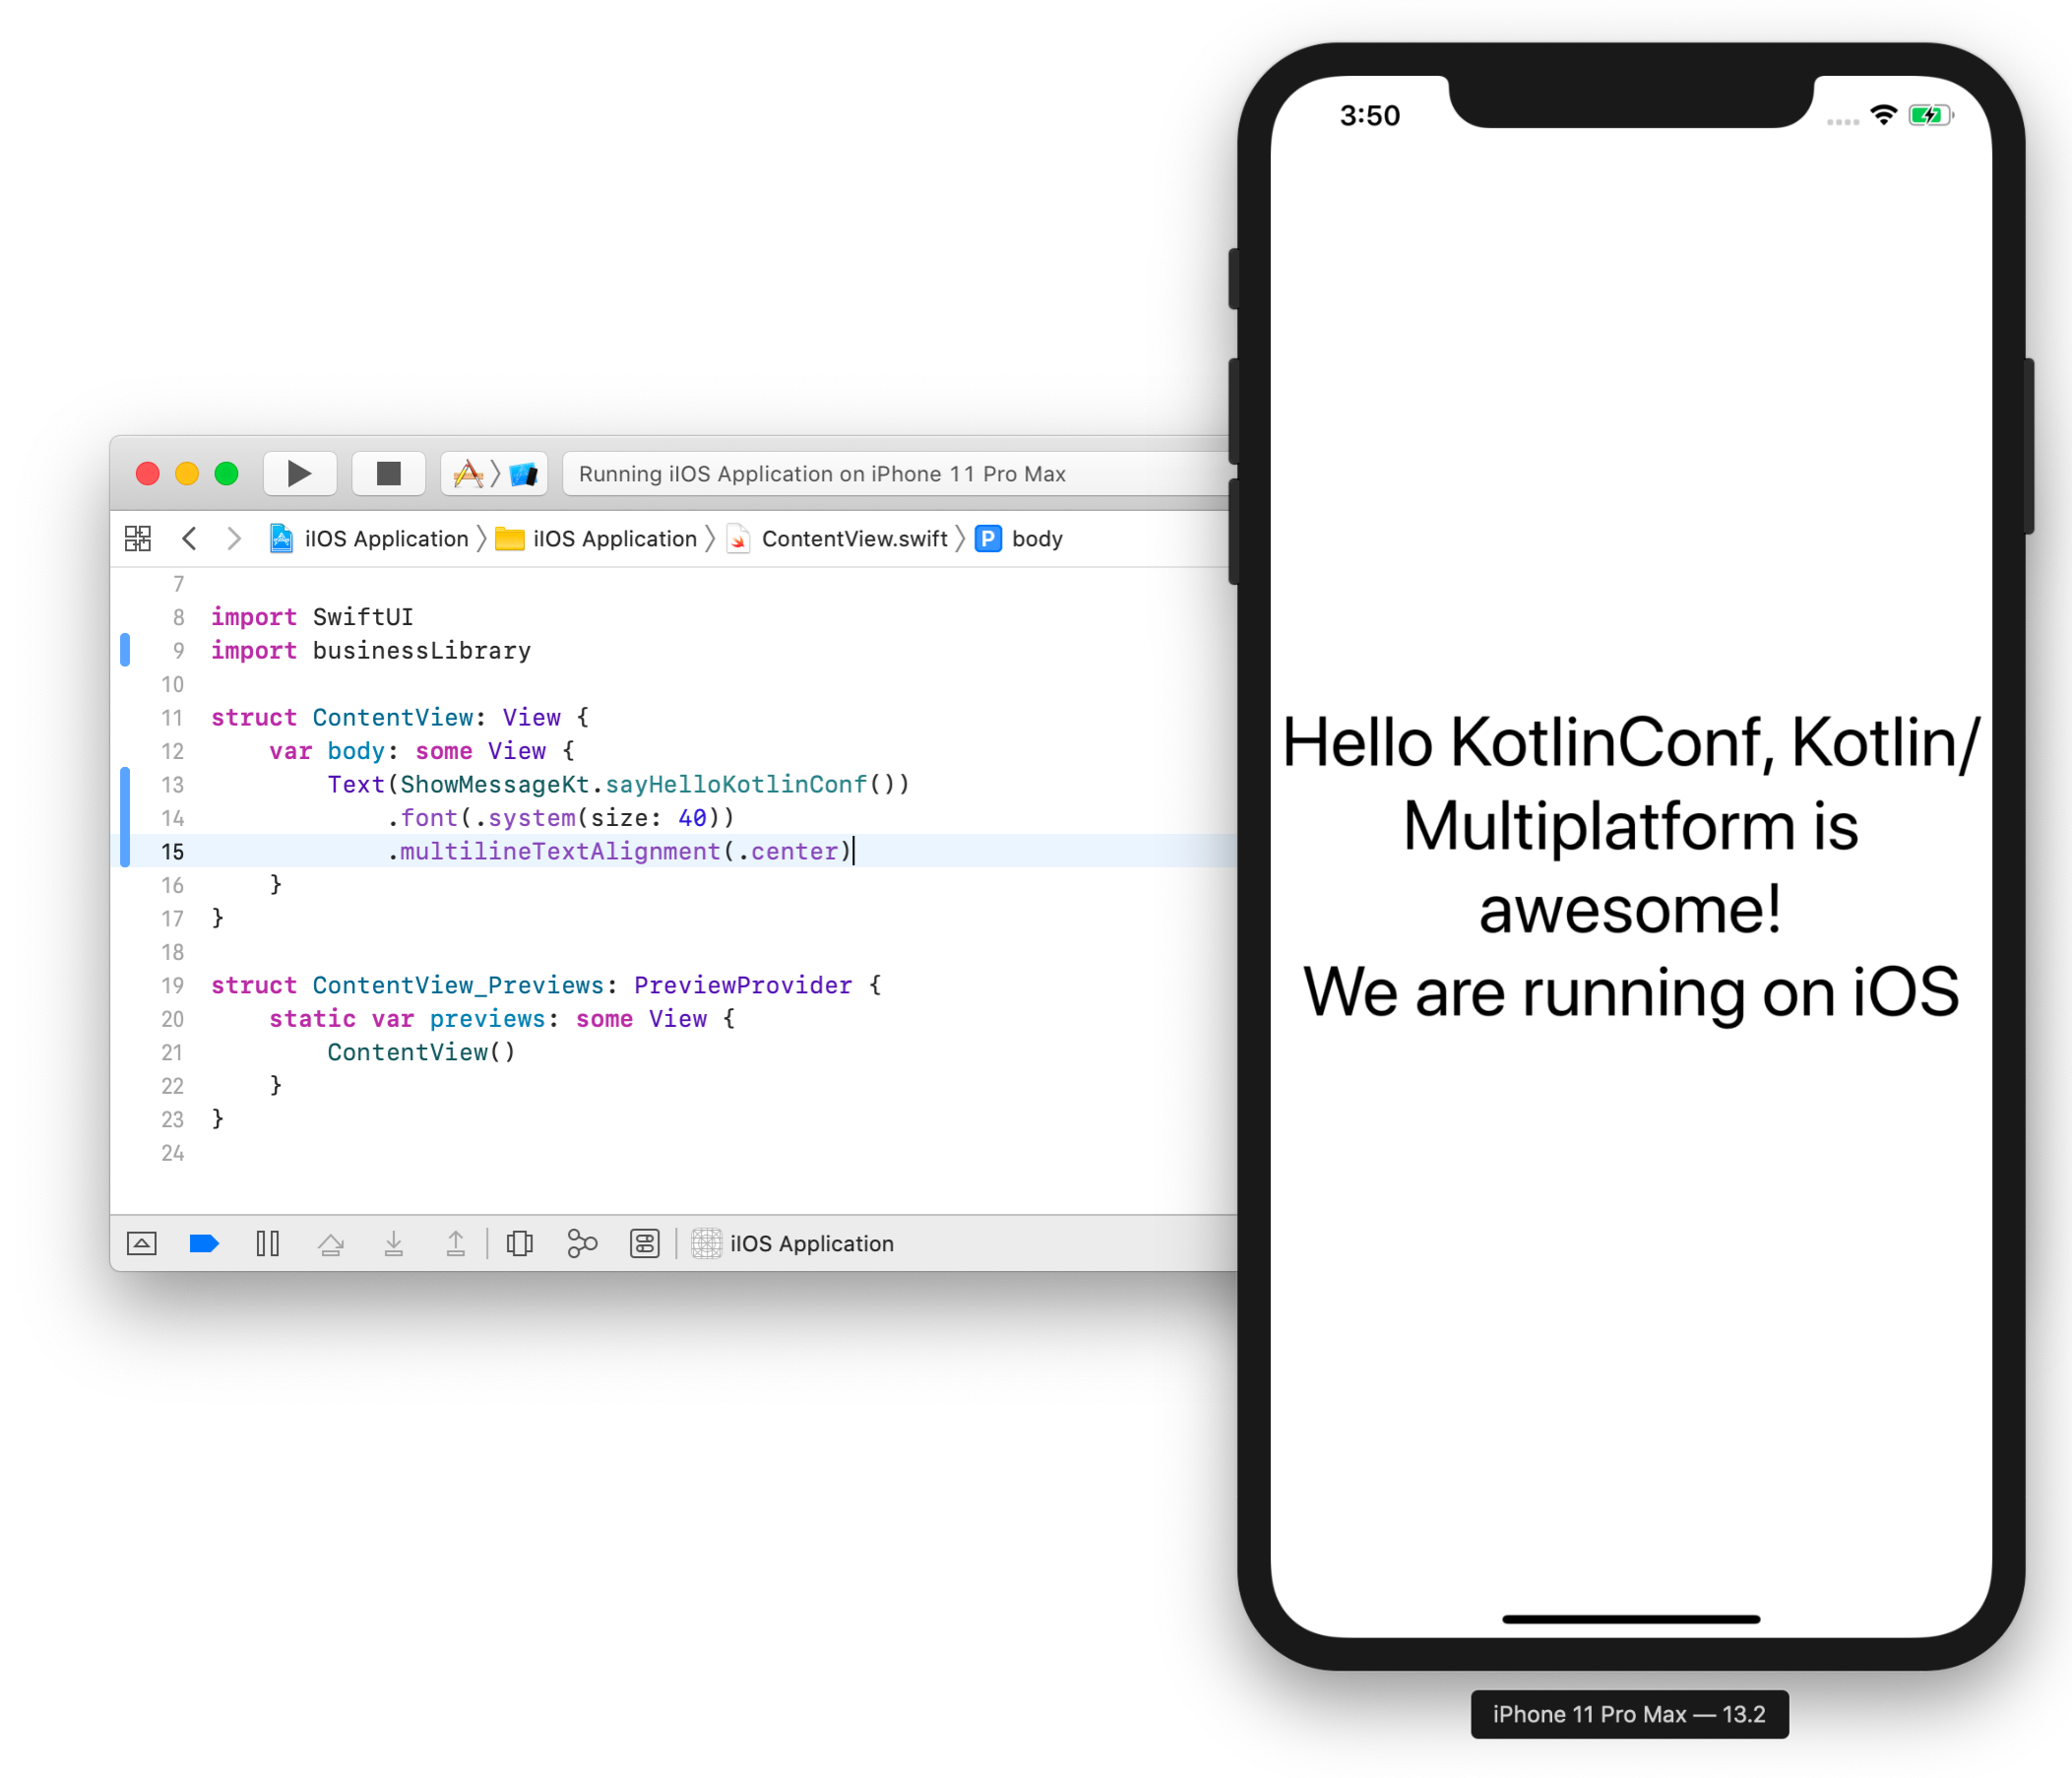 Running iIOS Application on iPhone 11 Pro Max
iIOS Application iIOS Application ContentView.swift P body
7
8 import SwiftUI
9 import businessLibrary
10
11 struct ContentView: View {
12     var body: some View {
13         Text(ShowMessageKt.sayHelloKotlinConf())
14             .font(.system(size: 40))
15             .multilineTextAlignment(.center)
16     }
17 }
18
19 struct ContentView_Previews: PreviewProvider {
20     static var previews: some View {
21         ContentView()
22     }
23 }
24
iIOS Application
3:50
Hello KotlinConf, Kotlin/
Multiplatform is
awesome!
We are running on iOS
iPhone 11 Pro Max — 13.2